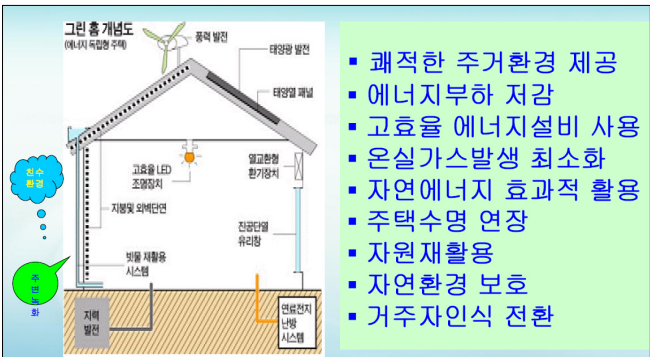 그린 홈 개념도
(에너지 독립형 주택)
풍력 발전
태양광 발전
태양열 패널
고효율 LED
조명장치
열교환형
환기장치
지붕및 외벽단연
진공단열
유리창
빗물 재활용
시스템
지력
발전
연료전지
난방
시스템
친수
환경
주
변
녹
화
▪ 쾌적한 주거환경 제공
▪ 에너지부하 저감
▪ 고효율 에너지설비 사용
▪ 온실가스발생 최소화
▪ 자연에너지 효과적 활용
▪ 주택수명 연장
▪ 자원재활용
▪ 자연환경 보호
▪ 거주자인식 전환